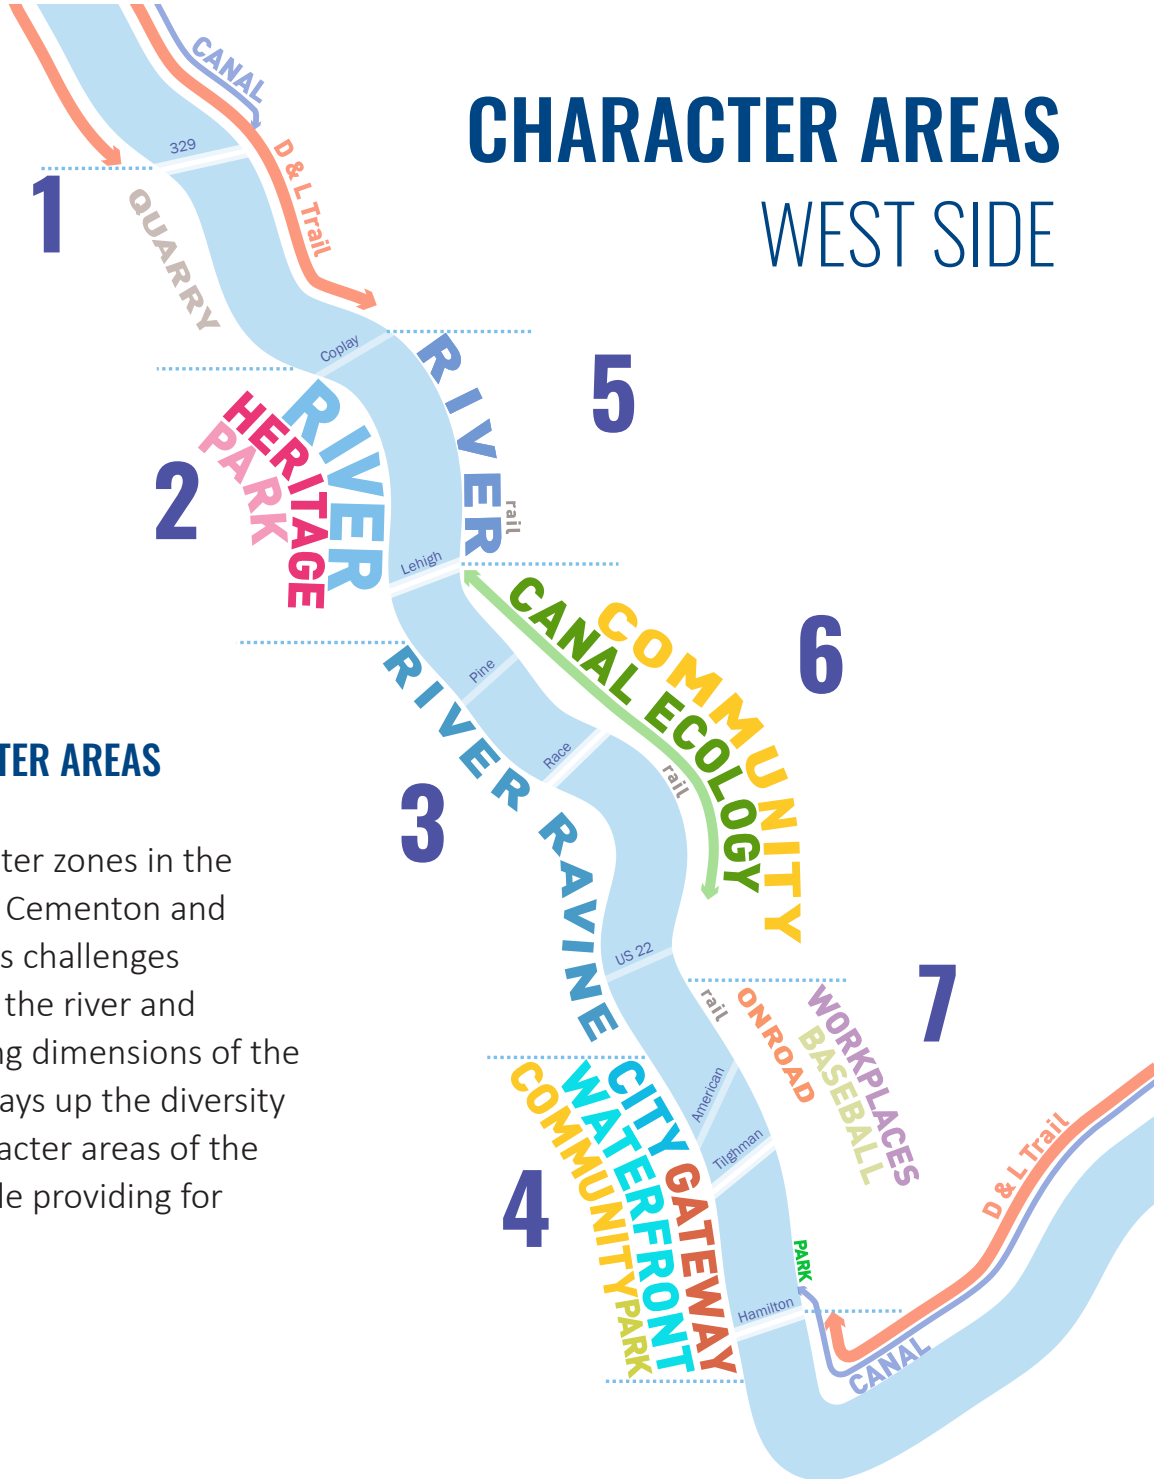 CANAL
CHARACTER AREAS
WEST SIDE
329
D & L Trail
1
QUARRY
Coplay
RIVER
5
RIVER
HERITAGE
PARK
2
rail
Lehigh
CANAL ECOLOGY
COMMUNITY
6
Pine
RIVER RAVINE
Race
rail
TER AREAS
3
ter zones in the
Cementon and
s challenges
the river and
ng dimensions of the
ays up the diversity
acter areas of the
le providing for
US 22
7
rail
ONROAD
WORKPLACES
BASEBALL
CITY GATEWAY
WATERFRONT
COMMUNITY PARK
4
American
Tilghman
D & L Trail
PARK
Hamilton
CANAL